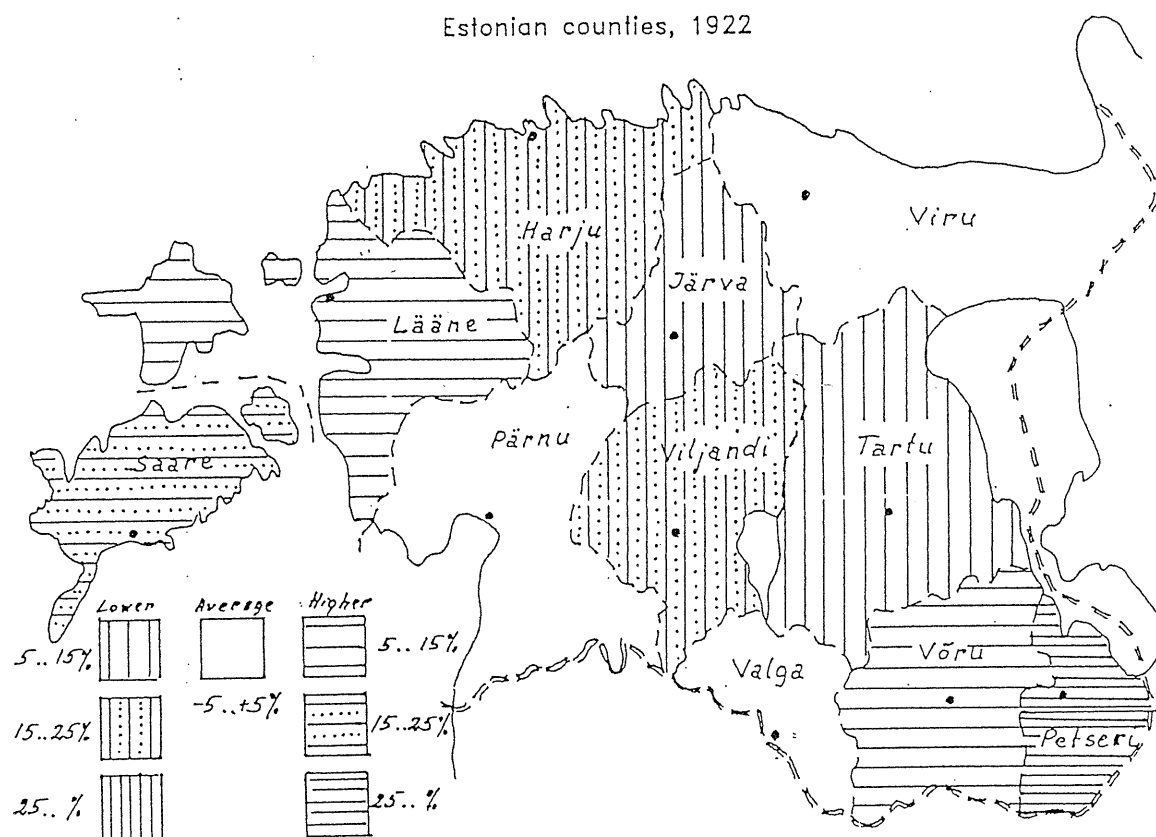 Estonian counties, 1922
Viru
Harju
Järva
Lääne
Pärnu
Viljandi
Tartu
Saare
Lower Average Higher
5..15% 5..15%
Võru
Valga
-5..+5%
15..25% 15..25%
Petseri
25.. % 25.. %